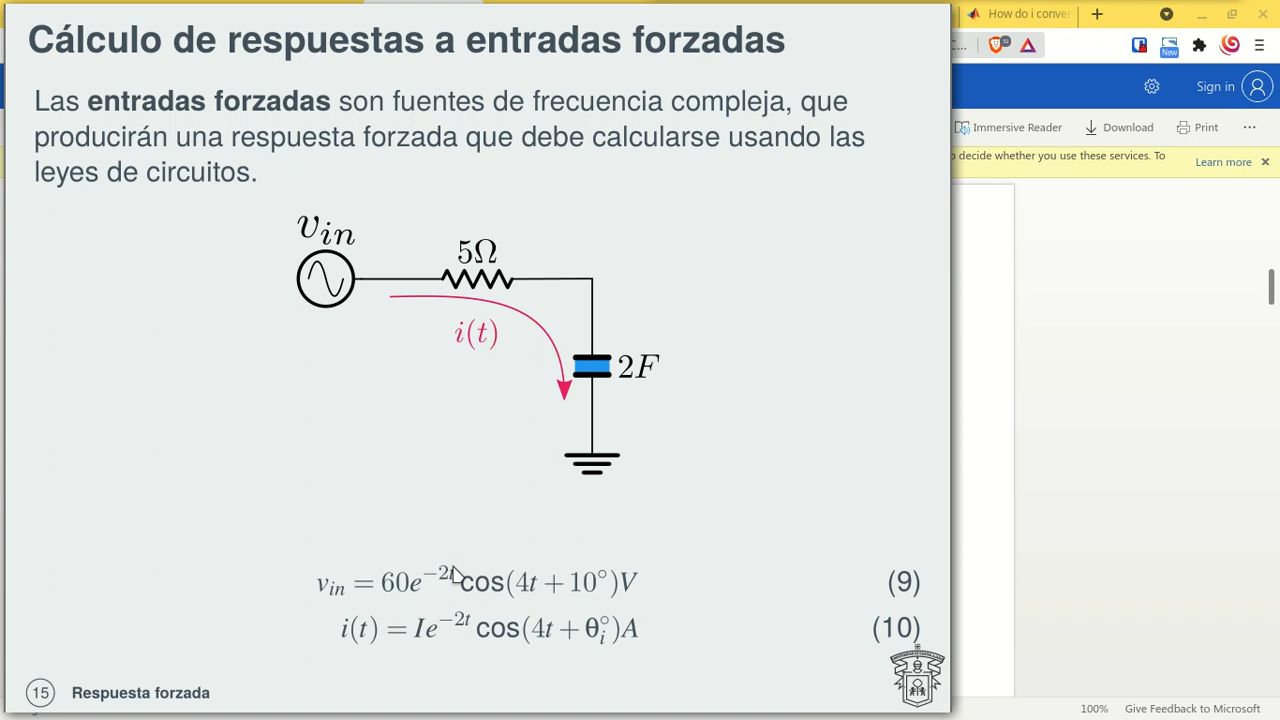 Cálculo de respuestas a entradas forzadas
Las entradas forzadas son fuentes de frecuencia compleja, que
producirán una respuesta forzada que debe calcularse usando las
leyes de circuitos.
v_in
5Ω
i(t)
2F
v_in = 60e^−2t cos(4t + 10°)V (9)
i(t) = Ie^−2t cos(4t + θ_i°)A (10)
15 Respuesta forzada
How do i conve
C...
12
New
Sign in
Immersive Reader Download Print ...
o decide whether you use these services. To
Learn more
100% Give Feedback to Microsoft